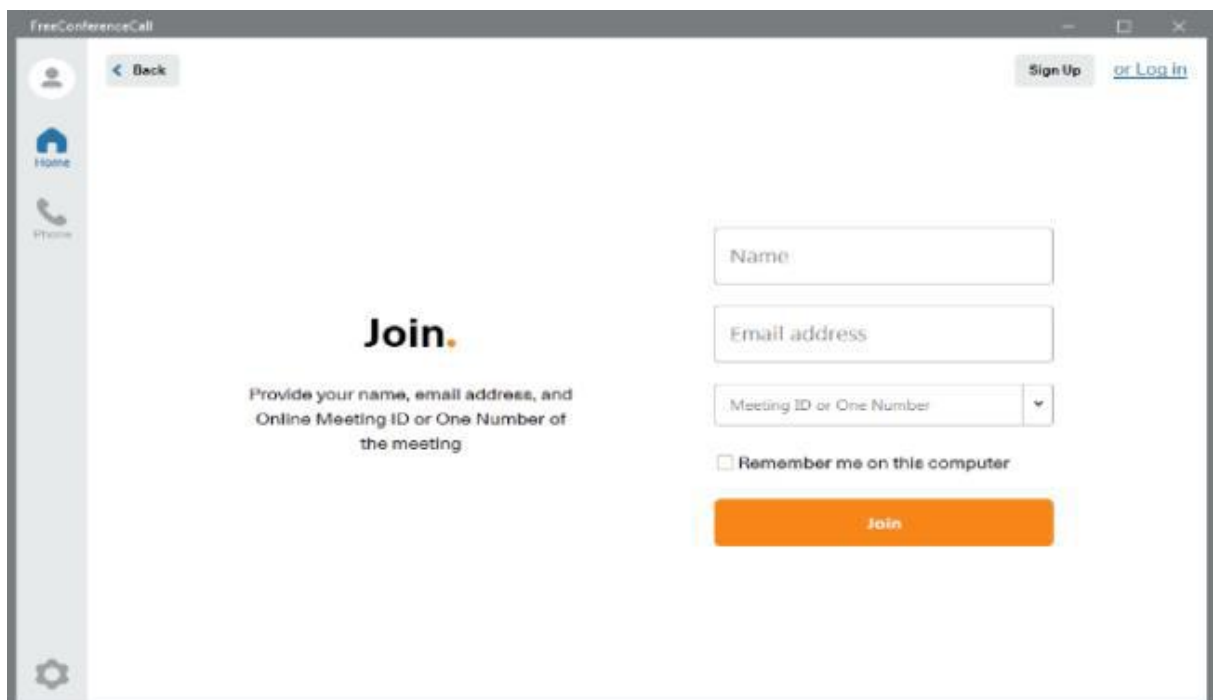 FreeConferenceCall
Back
Sign Up
or Log in
Home
Phone
Join.
Provide your name, email address, and
Online Meeting ID or One Number of
the meeting
Name
Email address
Meeting ID or One Number
Remember me on this computer
Join